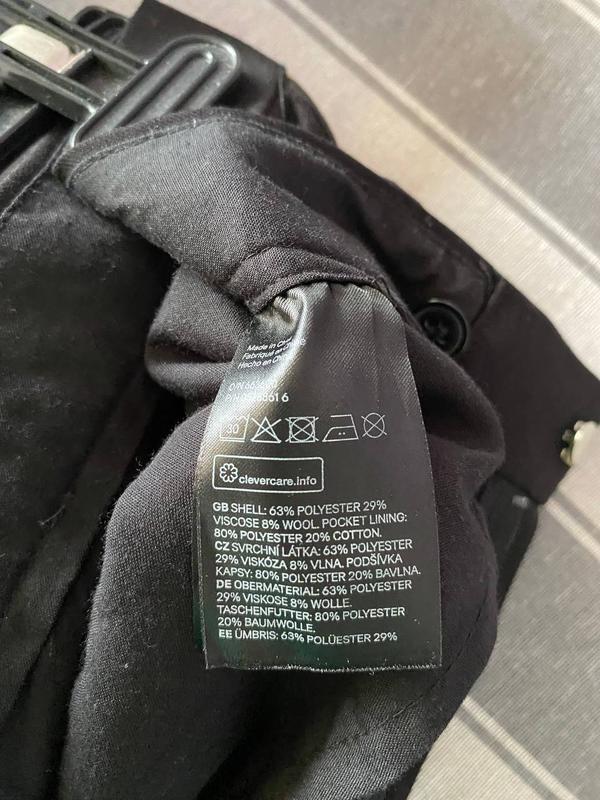 Made in
Fabriqué en
Hecho en
30
clevercare.info
GB SHELL: 63% POLYESTER 29%
VISCOSE 8% WOOL. POCKET LINING:
80% POLYESTER 20% COTTON.
CZ SVRCHNÍ LÁTKA: 63% POLYESTER
29% VISKÓZA 8% VLNA. PODŠÍVKA
KAPSY: 80% POLYESTER 20% BAVLNA.
DE OBERMATERIAL: 63% POLYESTER
29% VISKOSE 8% WOLLE.
TASCHENFUTTER: 80% POLYESTER
20% BAUMWOLLE.
EE ÜMBRIS: 63% POLÜESTER 29%